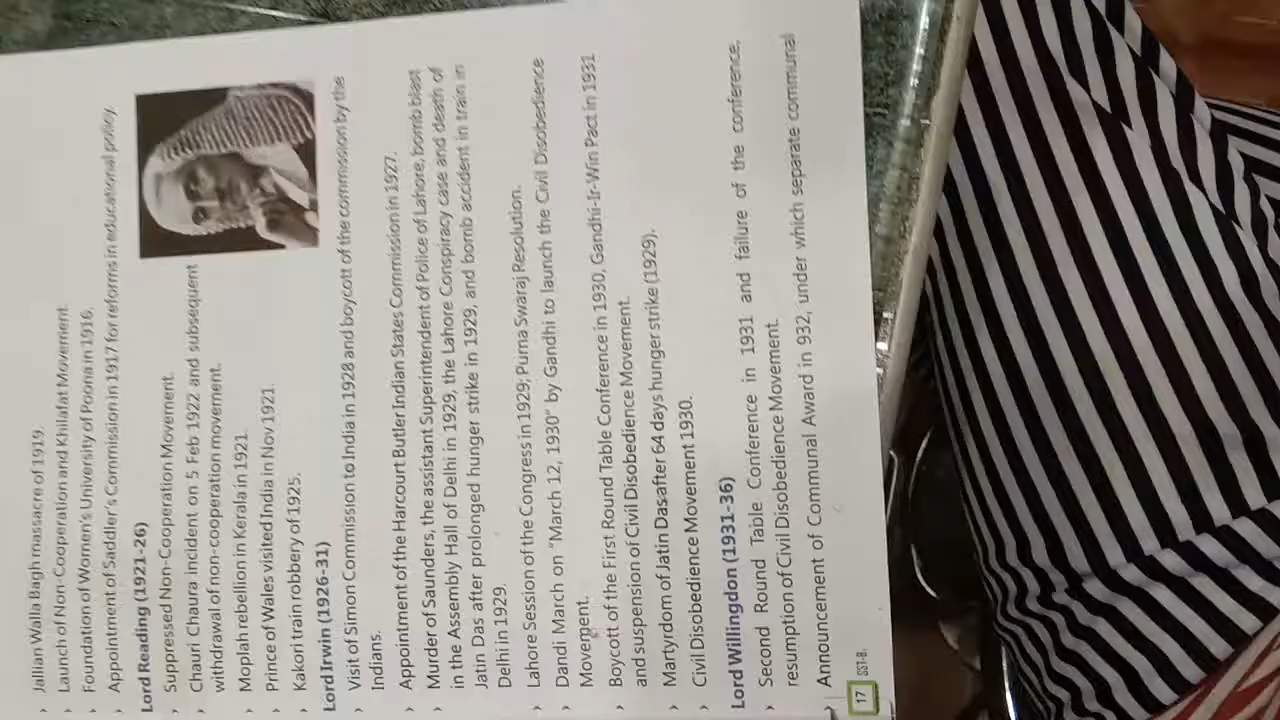 › Jallian Walla Bagh massacre of 1919.
› Launch of Non-Cooperation and Khilafat Movement.
› Foundation of Women's University of Poona in 1916.
› Appointment of Saddler's Commission in 1917 for reforms in educational policy.
Lord Reading (1921-26)
› Suppressed Non-Cooperation Movement.
› Chauri Chaura incident on 5 Feb 1922 and subsequent
withdrawal of non-cooperation movement.
› Moplah rebellion in Kerala in 1921.
› Prince of Wales visited India in Nov 1921.
› Kakori train robbery of 1925.
Lord Irwin (1926-31)
› Visit of Simon Commission to India in 1928 and boycott of the commission by the
Indians.
› Appointment of the Harcourt Butler Indian States Commission in 1927.
› Murder of Saunders, the assistant Superintendent of Police of Lahore, bomb blast
in the Assembly Hall of Delhi in 1929, the Lahore Conspiracy case and death of
Jatin Das after prolonged hunger strike in 1929, and bomb accident in train in
Delhi in 1929.
› Lahore Session of the Congress in 1929; Purna Swaraj Resolution.
› Dandi March on "March 12, 1930" by Gandhi to launch the Civil Disobedience
Movement.
› Boycott of the First Round Table Conference in 1930, Gandhi-Ir-Win Pact in 1931
and suspension of Civil Disobedience Movement.
› Martyrdom of Jatin Das after 64 days hunger strike (1929).
› Civil Disobedience Movement 1930.
Lord Willingdon (1931-36)
› Second Round Table Conference in 1931 and failure of the conference,
resumption of Civil Disobedience Movement.
› Announcement of Communal Award in 932, under which separate communal
17 SST-8.